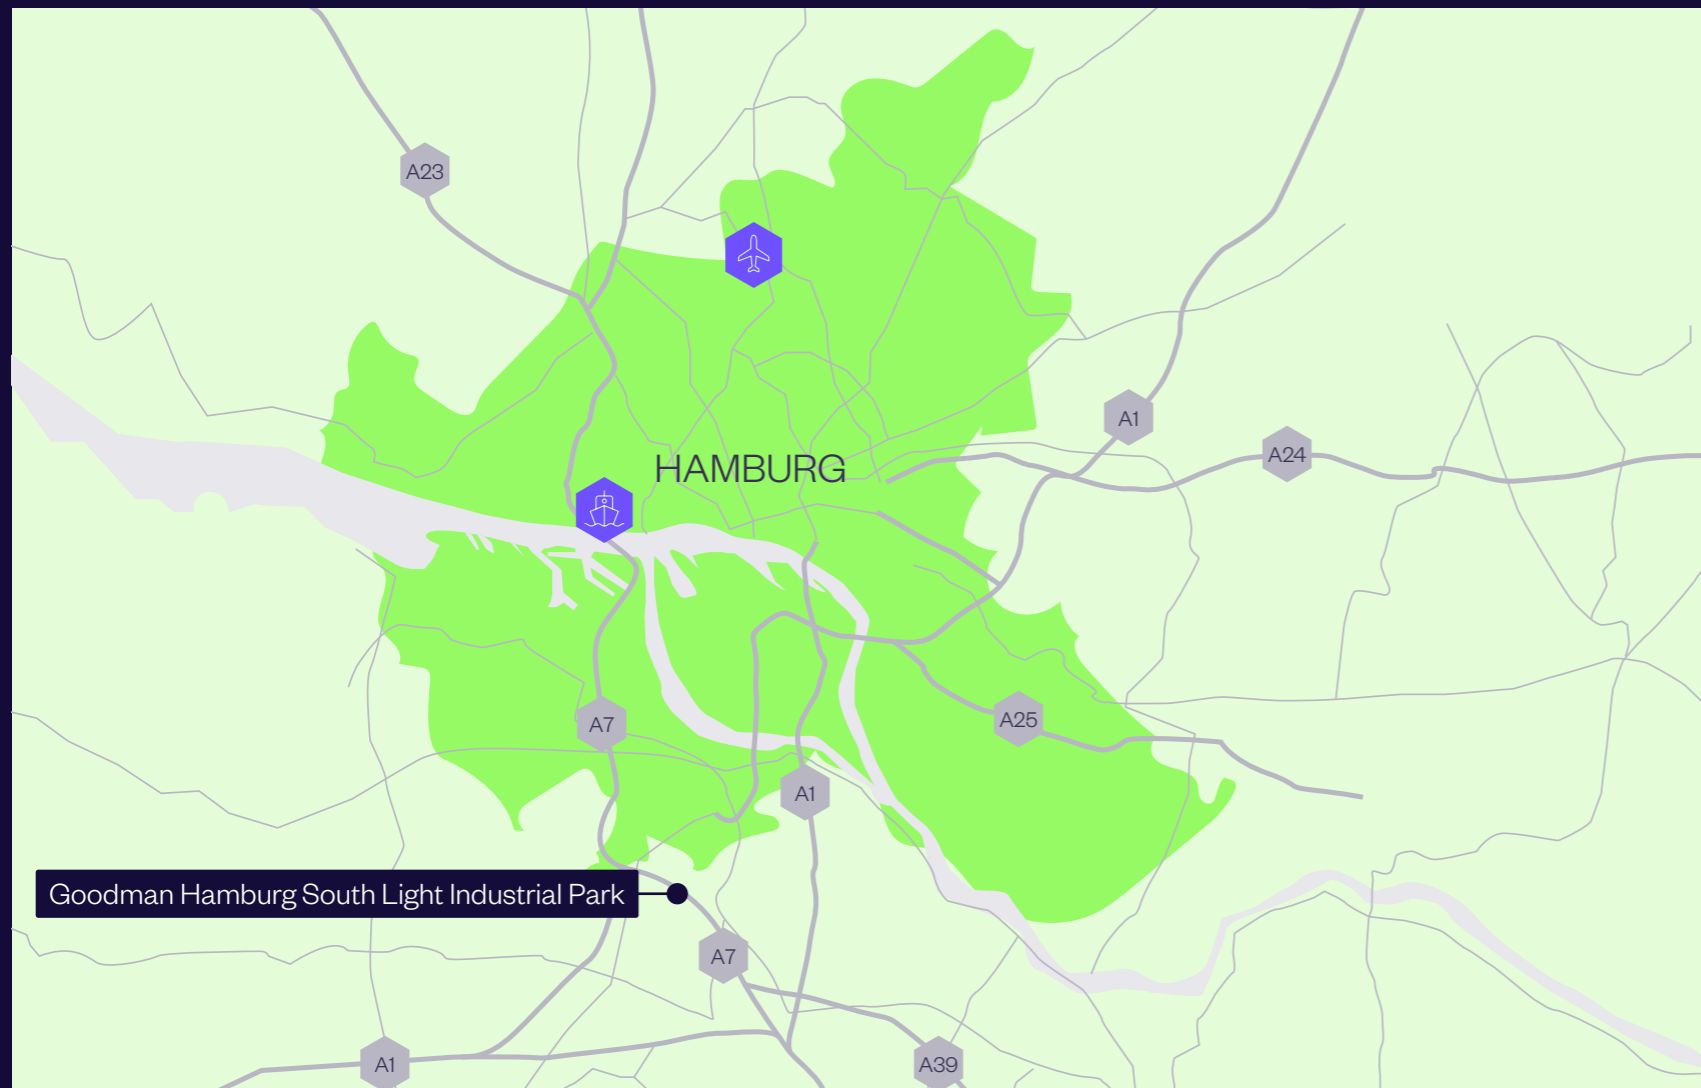 A23
A1
A24
HAMBURG
A7
A25
A1
Goodman Hamburg South Light Industrial Park
A7
A1
A39